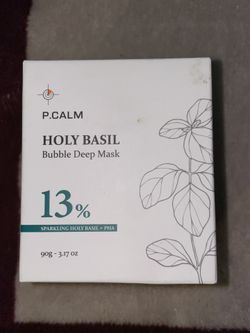 P.CALM
HOLY BASIL
Bubble Deep Mask
13%
SPARKLING HOLY BASIL + PHA
90g - 3.17 oz